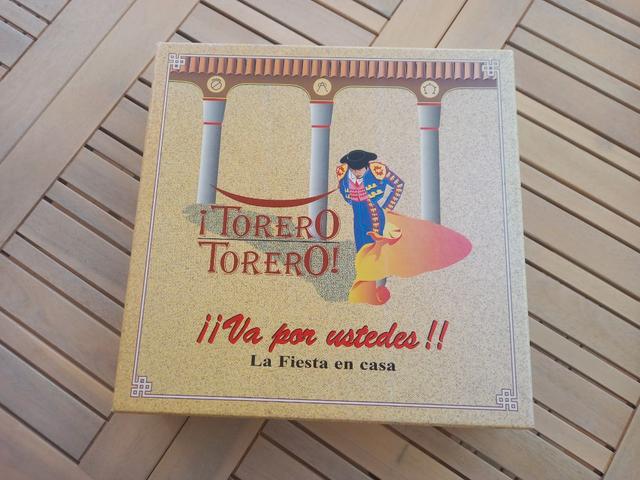 ¡TORERO
TORERO!
¡¡Va por ustedes!!
La Fiesta en casa